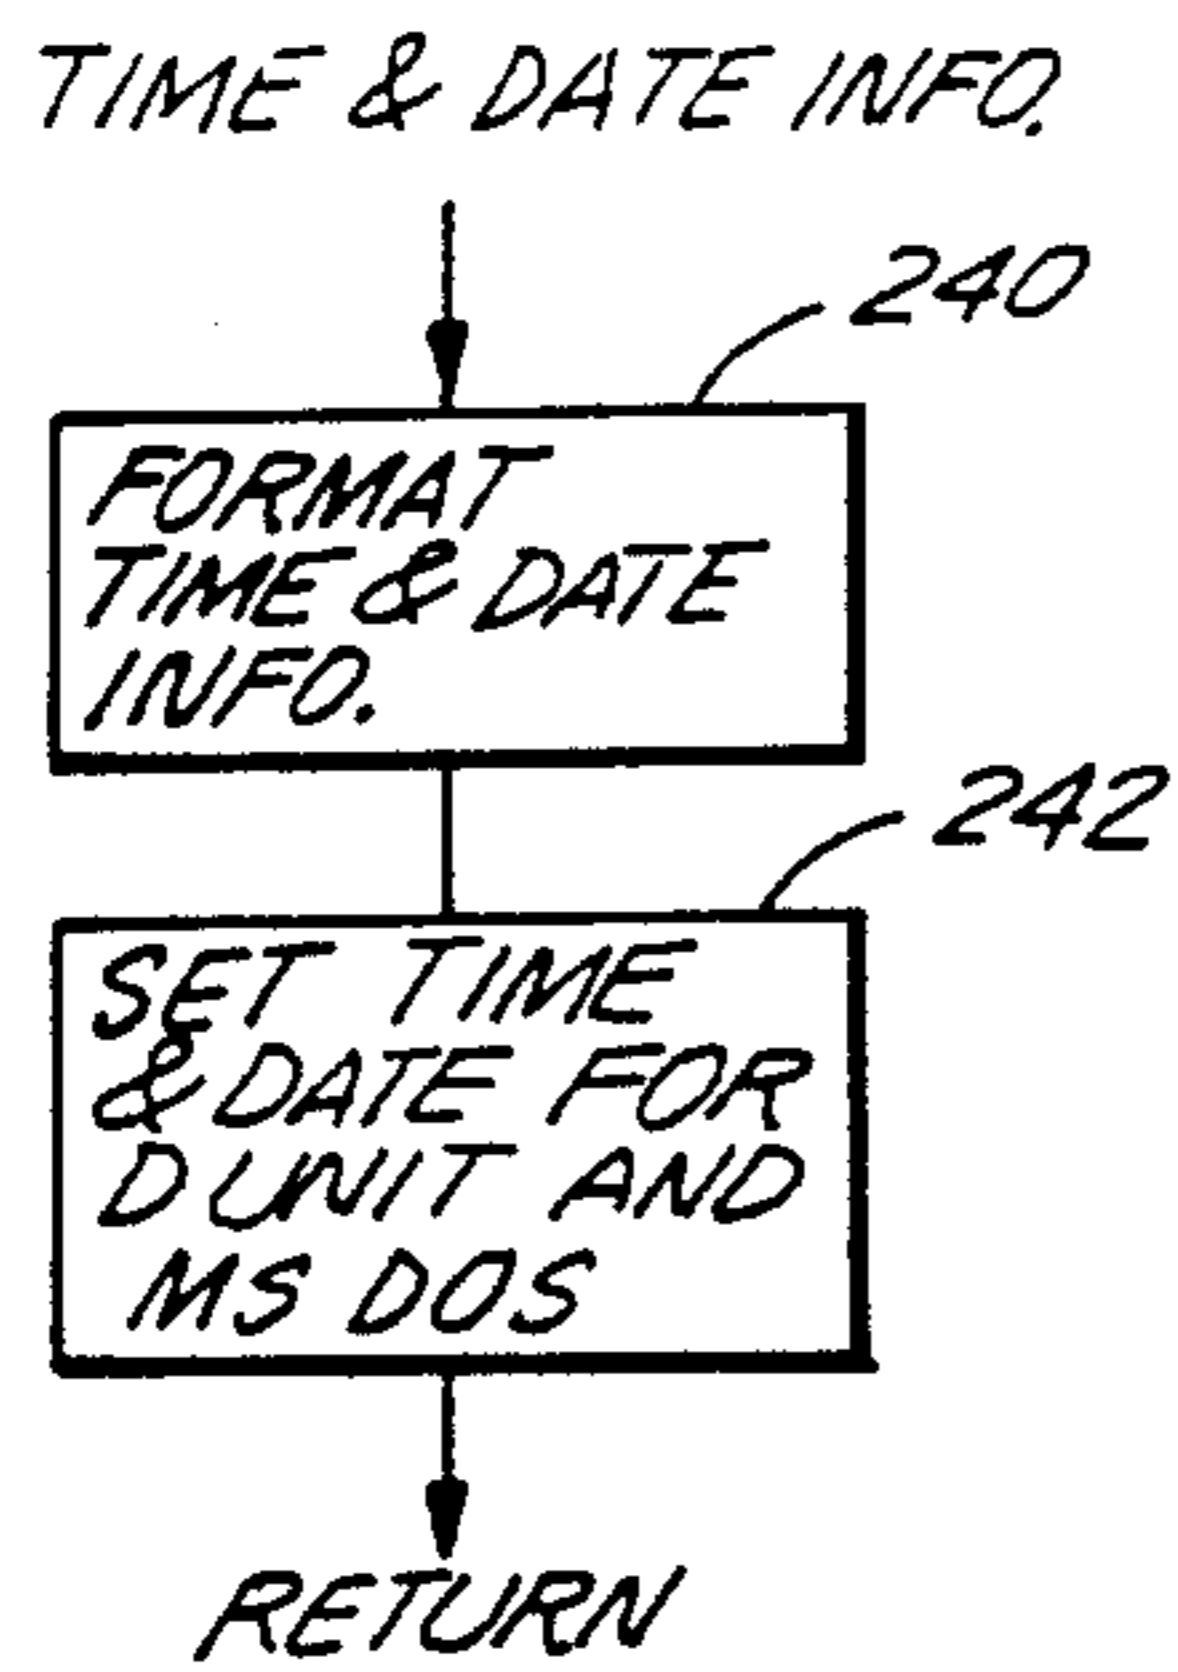 TIME & DATE INFO.
240
FORMAT
TIME & DATE
INFO.
242
SET TIME
& DATE FOR
D UNIT AND
MS DOS
RETURN